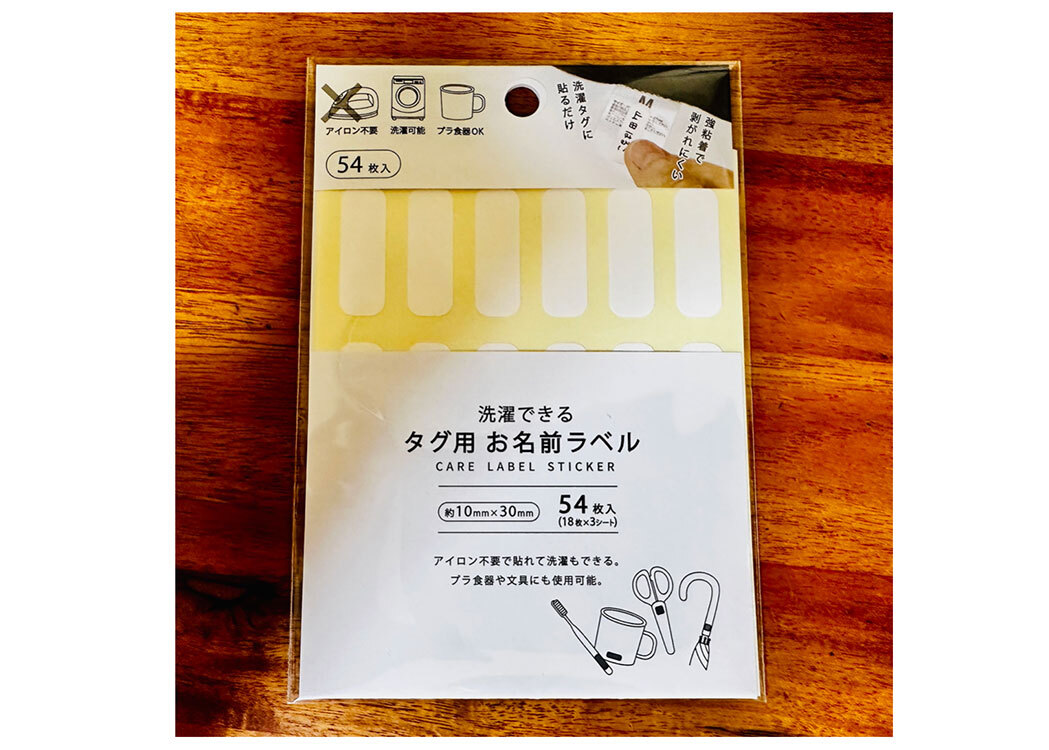 アイロン不要
洗濯可能
プラ食器OK
洗濯タグに
貼るだけ
強粘着で
剥がれにくい
54枚入
洗濯できる
タグ用 お名前ラベル
CARE LABEL STICKER
約10mm×30mm
54枚入
(18枚×3シート)
アイロン不要で貼れて洗濯もできる。
プラ食器や文具にも使用可能。